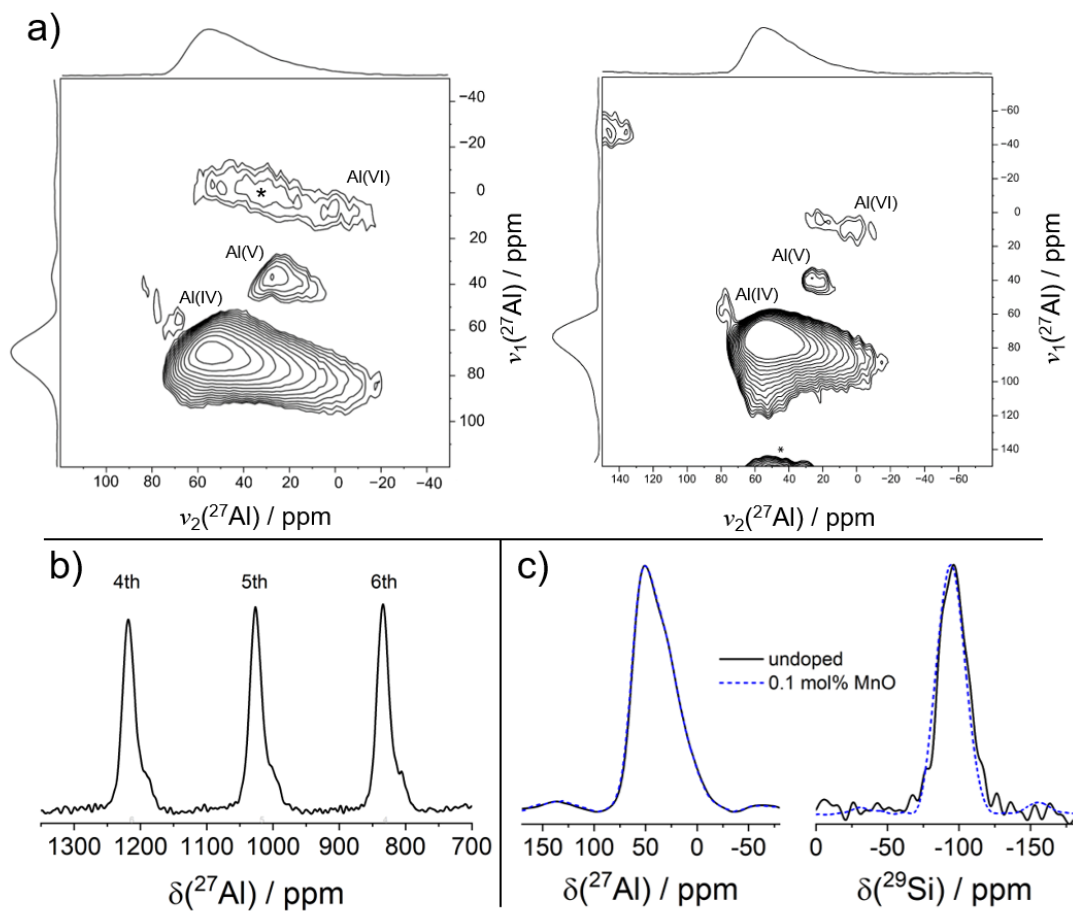 a)
−40
−20
0
20
40
60
80
100
Al(VI)
*
Al(V)
Al(IV)
ν₁(²⁷Al) / ppm
100 80 60 40 20 0 −20 −40
ν₂(²⁷Al) / ppm
−60
−40
−20
0
20
40
60
80
100
120
140
Al(VI)
Al(V)
Al(IV)
*
ν₁(²⁷Al) / ppm
140 120 100 80 60 40 20 0 −20 −40 −60
ν₂(²⁷Al) / ppm
b)
4th 5th 6th
1300 1200 1100 1000 900 800 700
δ(²⁷Al) / ppm
c)
undoped
0.1 mol% MnO
150 100 50 0 -50
δ(²⁷Al) / ppm
0 -50 -100 -150
δ(²⁹Si) / ppm